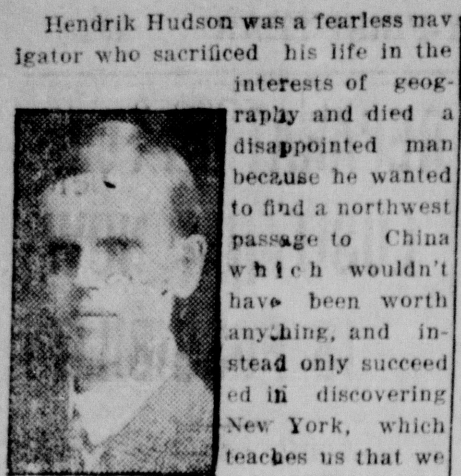 Hendrik Hudson was a fearless nav
igator who sacrificed his life in the
interests of geog-
raphy and died a
disappointed man
because he wanted
to find a northwest
passage to China
which wouldn't
have been worth
anything, and in-
stead only succeed
ed in discovering
New York, which
teaches us that we